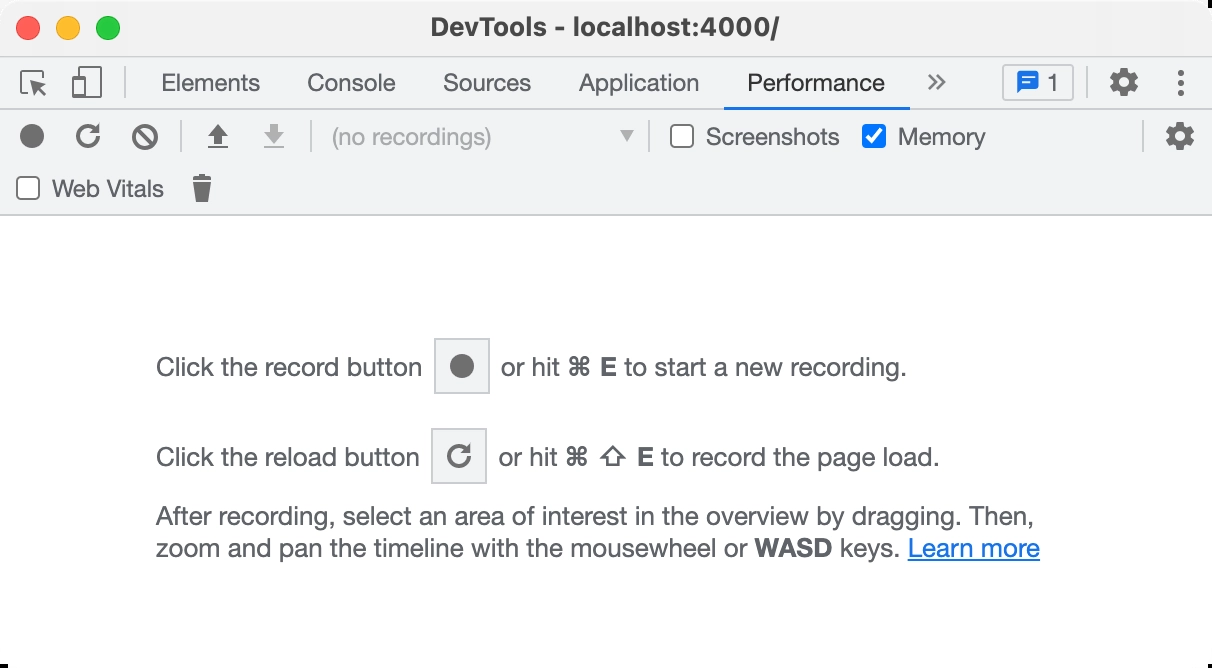 DevTools - localhost:4000/
Elements Console Sources Application Performance 1
(no recordings) Screenshots Memory
Web Vitals
Click the record button or hit ⌘ E to start a new recording.
Click the reload button or hit ⌘ ⇧ E to record the page load.
After recording, select an area of interest in the overview by dragging. Then,
zoom and pan the timeline with the mousewheel or WASD keys. Learn more